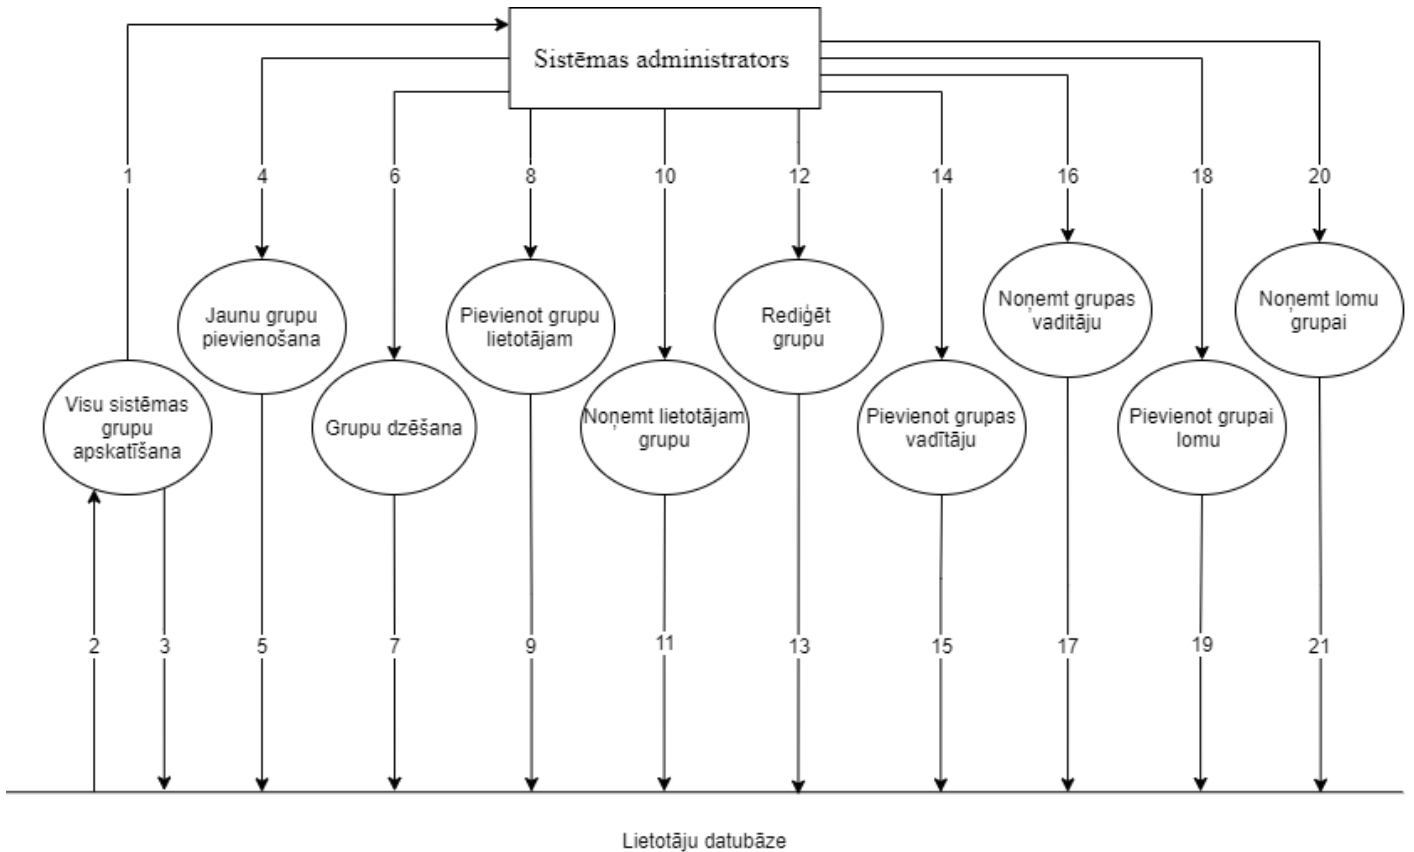 Sistēmas administrators
1
4
6
8
10
12
14
16
18
20
Jaunu grupu
pievienošana
Pievienot grupu
lietotājam
Rediģēt
grupu
Noņemt grupas
vaditāju
Noņemt lomu
grupai
Visu sistēmas
grupu
apskatīšana
Grupu dzēšana
Noņemt lietotājam
grupu
Pievienot grupas
vadītāju
Pievienot grupai
lomu
2
3
5
7
9
11
13
15
17
19
21
Lietotāju datubāze